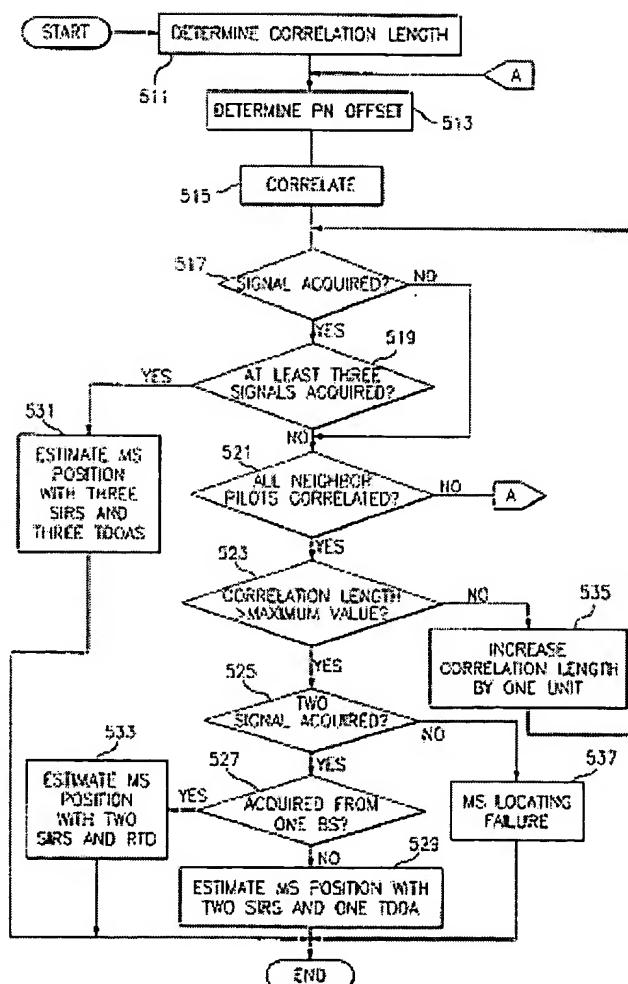 START
DETERMINE CORRELATION LENGTH
511
A
DETERMINE PN OFFSET
513
515
CORRELATE
517
SIGNAL ACQUIRED?
NO
YES
519
AT LEAST THREE
SIGNALS ACQUIRED?
YES
NO
531
ESTIMATE MS
POSITION
WITH THREE
SIRS AND
THREE TDOAS
521
ALL NEIGHBOR
PILOTS CORRELATED?
NO
A
YES
523
CORRELATION LENGTH
>MAXIMUM VALUE?
NO
535
INCREASE
CORRELATION LENGTH
BY ONE UNIT
YES
525
TWO
SIGNAL ACQUIRED?
NO
YES
533
ESTIMATE MS
POSITION
WITH TWO
SIRS AND RTD
527
YES
ACQUIRED FROM
ONE BS?
537
MS LOCATING
FAILURE
NO
529
ESTIMATE MS POSITION WITH
TWO SIRS AND ONE TDOA
END